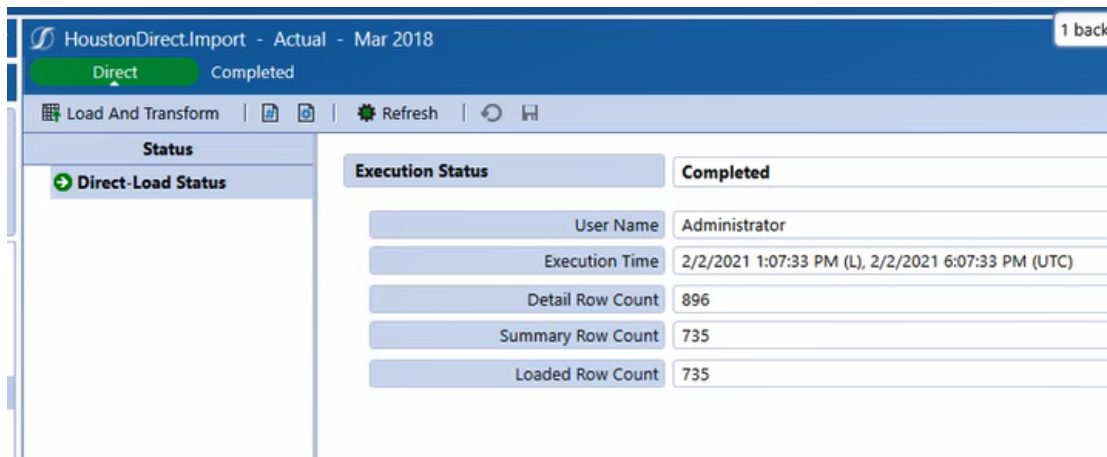 HoustonDirect.Import - Actual - Mar 2018
1 back
Direct Completed
Load And Transform Refresh
Status
Direct-Load Status
Execution Status Completed
User Name Administrator
Execution Time 2/2/2021 1:07:33 PM (L), 2/2/2021 6:07:33 PM (UTC)
Detail Row Count 896
Summary Row Count 735
Loaded Row Count 735